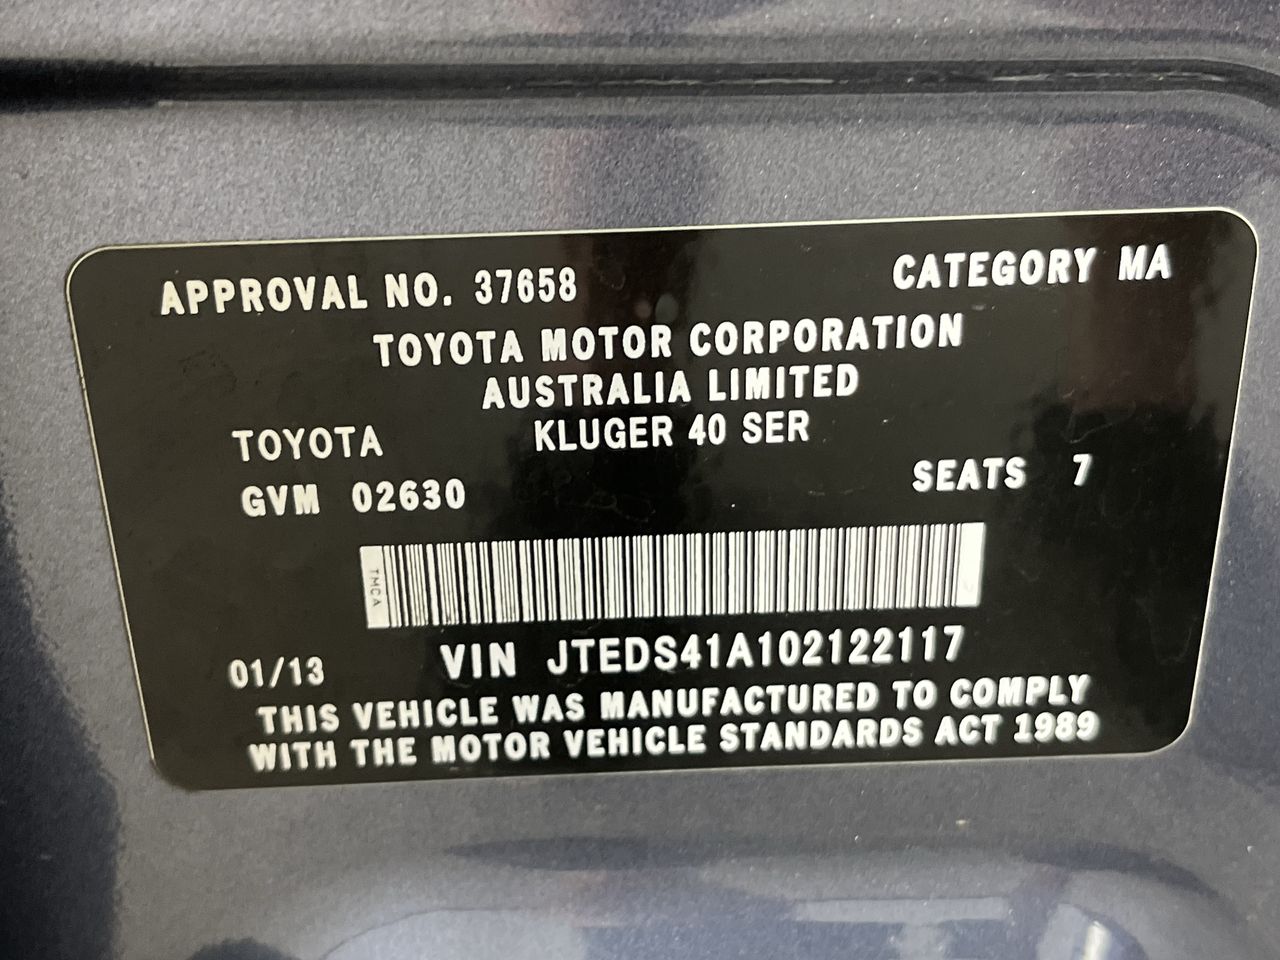 APPROVAL NO. 37658 CATEGORY MA
TOYOTA MOTOR CORPORATION
AUSTRALIA LIMITED
TOYOTA KLUGER 40 SER
GVM 02630 SEATS 7
TMCA
01/13 VIN JTEDS41A102122117
THIS VEHICLE WAS MANUFACTURED TO COMPLY
WITH THE MOTOR VEHICLE STANDARDS ACT 1989